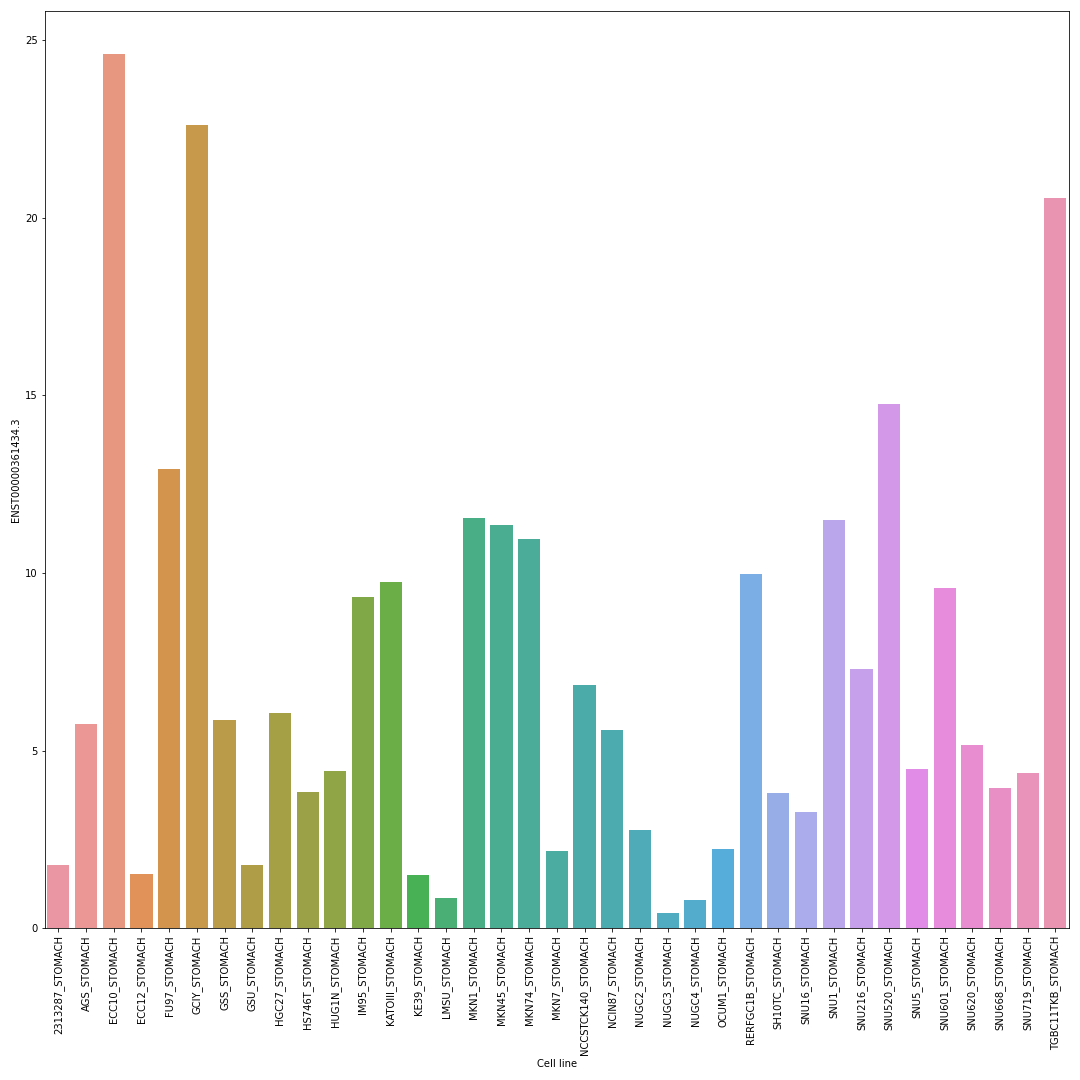 25
20
15
10
5
0
ENST00000361434.3
2313287_STOMACH
AGS_STOMACH
ECC10_STOMACH
ECC12_STOMACH
FU97_STOMACH
GCIY_STOMACH
GSS_STOMACH
GSU_STOMACH
HGC27_STOMACH
HS746T_STOMACH
HUG1N_STOMACH
IM95_STOMACH
KATOIII_STOMACH
KE39_STOMACH
LMSU_STOMACH
MKN1_STOMACH
MKN45_STOMACH
MKN74_STOMACH
MKN7_STOMACH
NCCSTCK140_STOMACH
NCIN87_STOMACH
NUGC2_STOMACH
NUGC3_STOMACH
NUGC4_STOMACH
OCUM1_STOMACH
RERFGC1B_STOMACH
SH10TC_STOMACH
SNU16_STOMACH
SNU1_STOMACH
SNU216_STOMACH
SNU520_STOMACH
SNU5_STOMACH
SNU601_STOMACH
SNU620_STOMACH
SNU668_STOMACH
SNU719_STOMACH
TGBC11TKB_STOMACH
Cell line